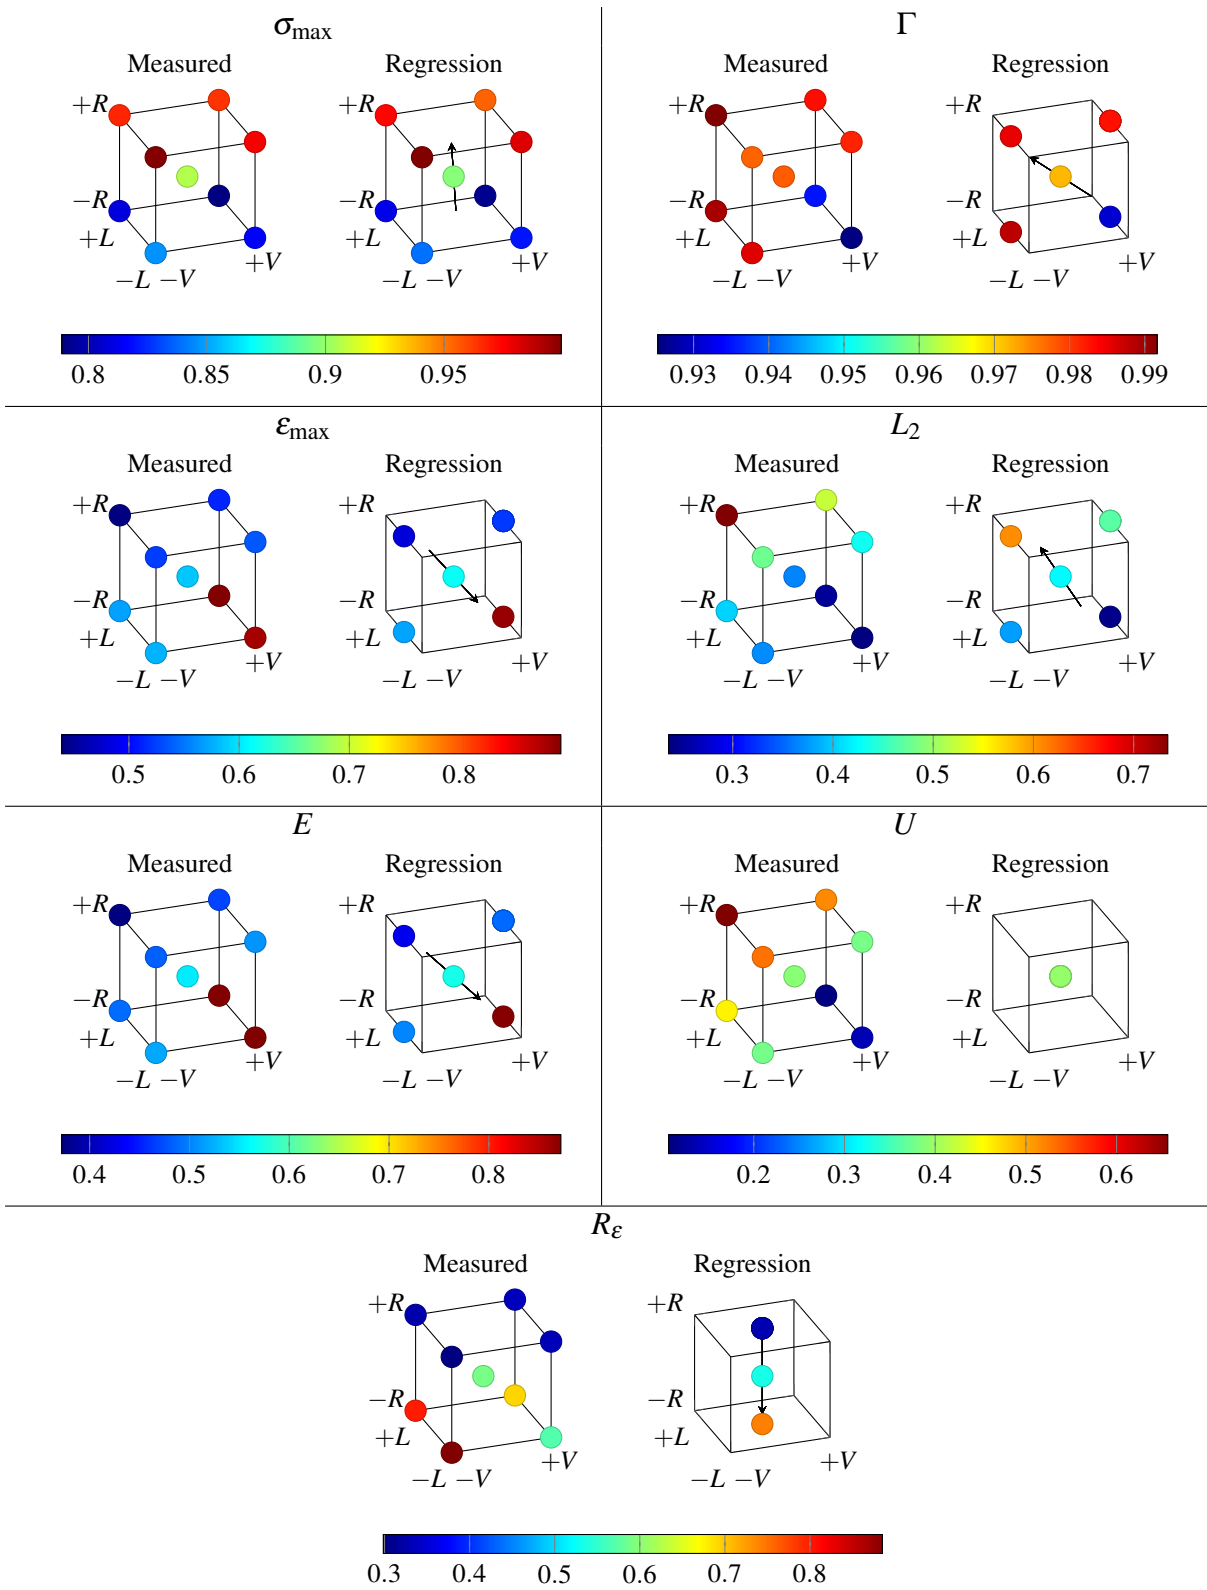 σmax
Measured Regression
+R
−R
+L
−L −V
+V
+R
−R
+L
−L −V
+V
0.8 0.85 0.9 0.95
Γ
Measured Regression
+R
−R
+L
−L −V
+V
+R
−R
+L
−L −V
+V
0.93 0.94 0.95 0.96 0.97 0.98 0.99
εmax
Measured Regression
+R
−R
+L
−L −V
+V
+R
−R
+L
−L −V
+V
0.5 0.6 0.7 0.8
L2
Measured Regression
+R
−R
+L
−L −V
+V
+R
−R
+L
−L −V
+V
0.3 0.4 0.5 0.6 0.7
E
Measured Regression
+R
−R
+L
−L −V
+V
+R
−R
+L
−L −V
+V
0.4 0.5 0.6 0.7 0.8
U
Measured Regression
+R
−R
+L
−L −V
+V
+R
−R
+L
−L −V
+V
0.2 0.3 0.4 0.5 0.6
Rε
Measured Regression
+R
−R
+L
−L −V
+V
+R
−R
+L
−L −V
+V
0.3 0.4 0.5 0.6 0.7 0.8